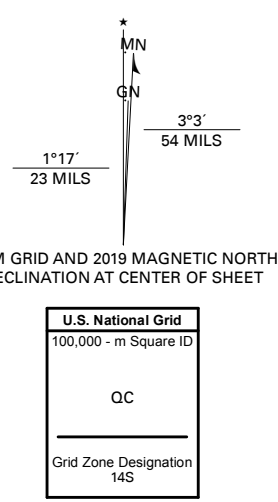 MN
GN
3°3´
54 MILS
1°17´
23 MILS
M GRID AND 2019 MAGNETIC NORTH
ECLINATION AT CENTER OF SHEET
U.S. National Grid
100,000 - m Square ID
QC
Grid Zone Designation
14S